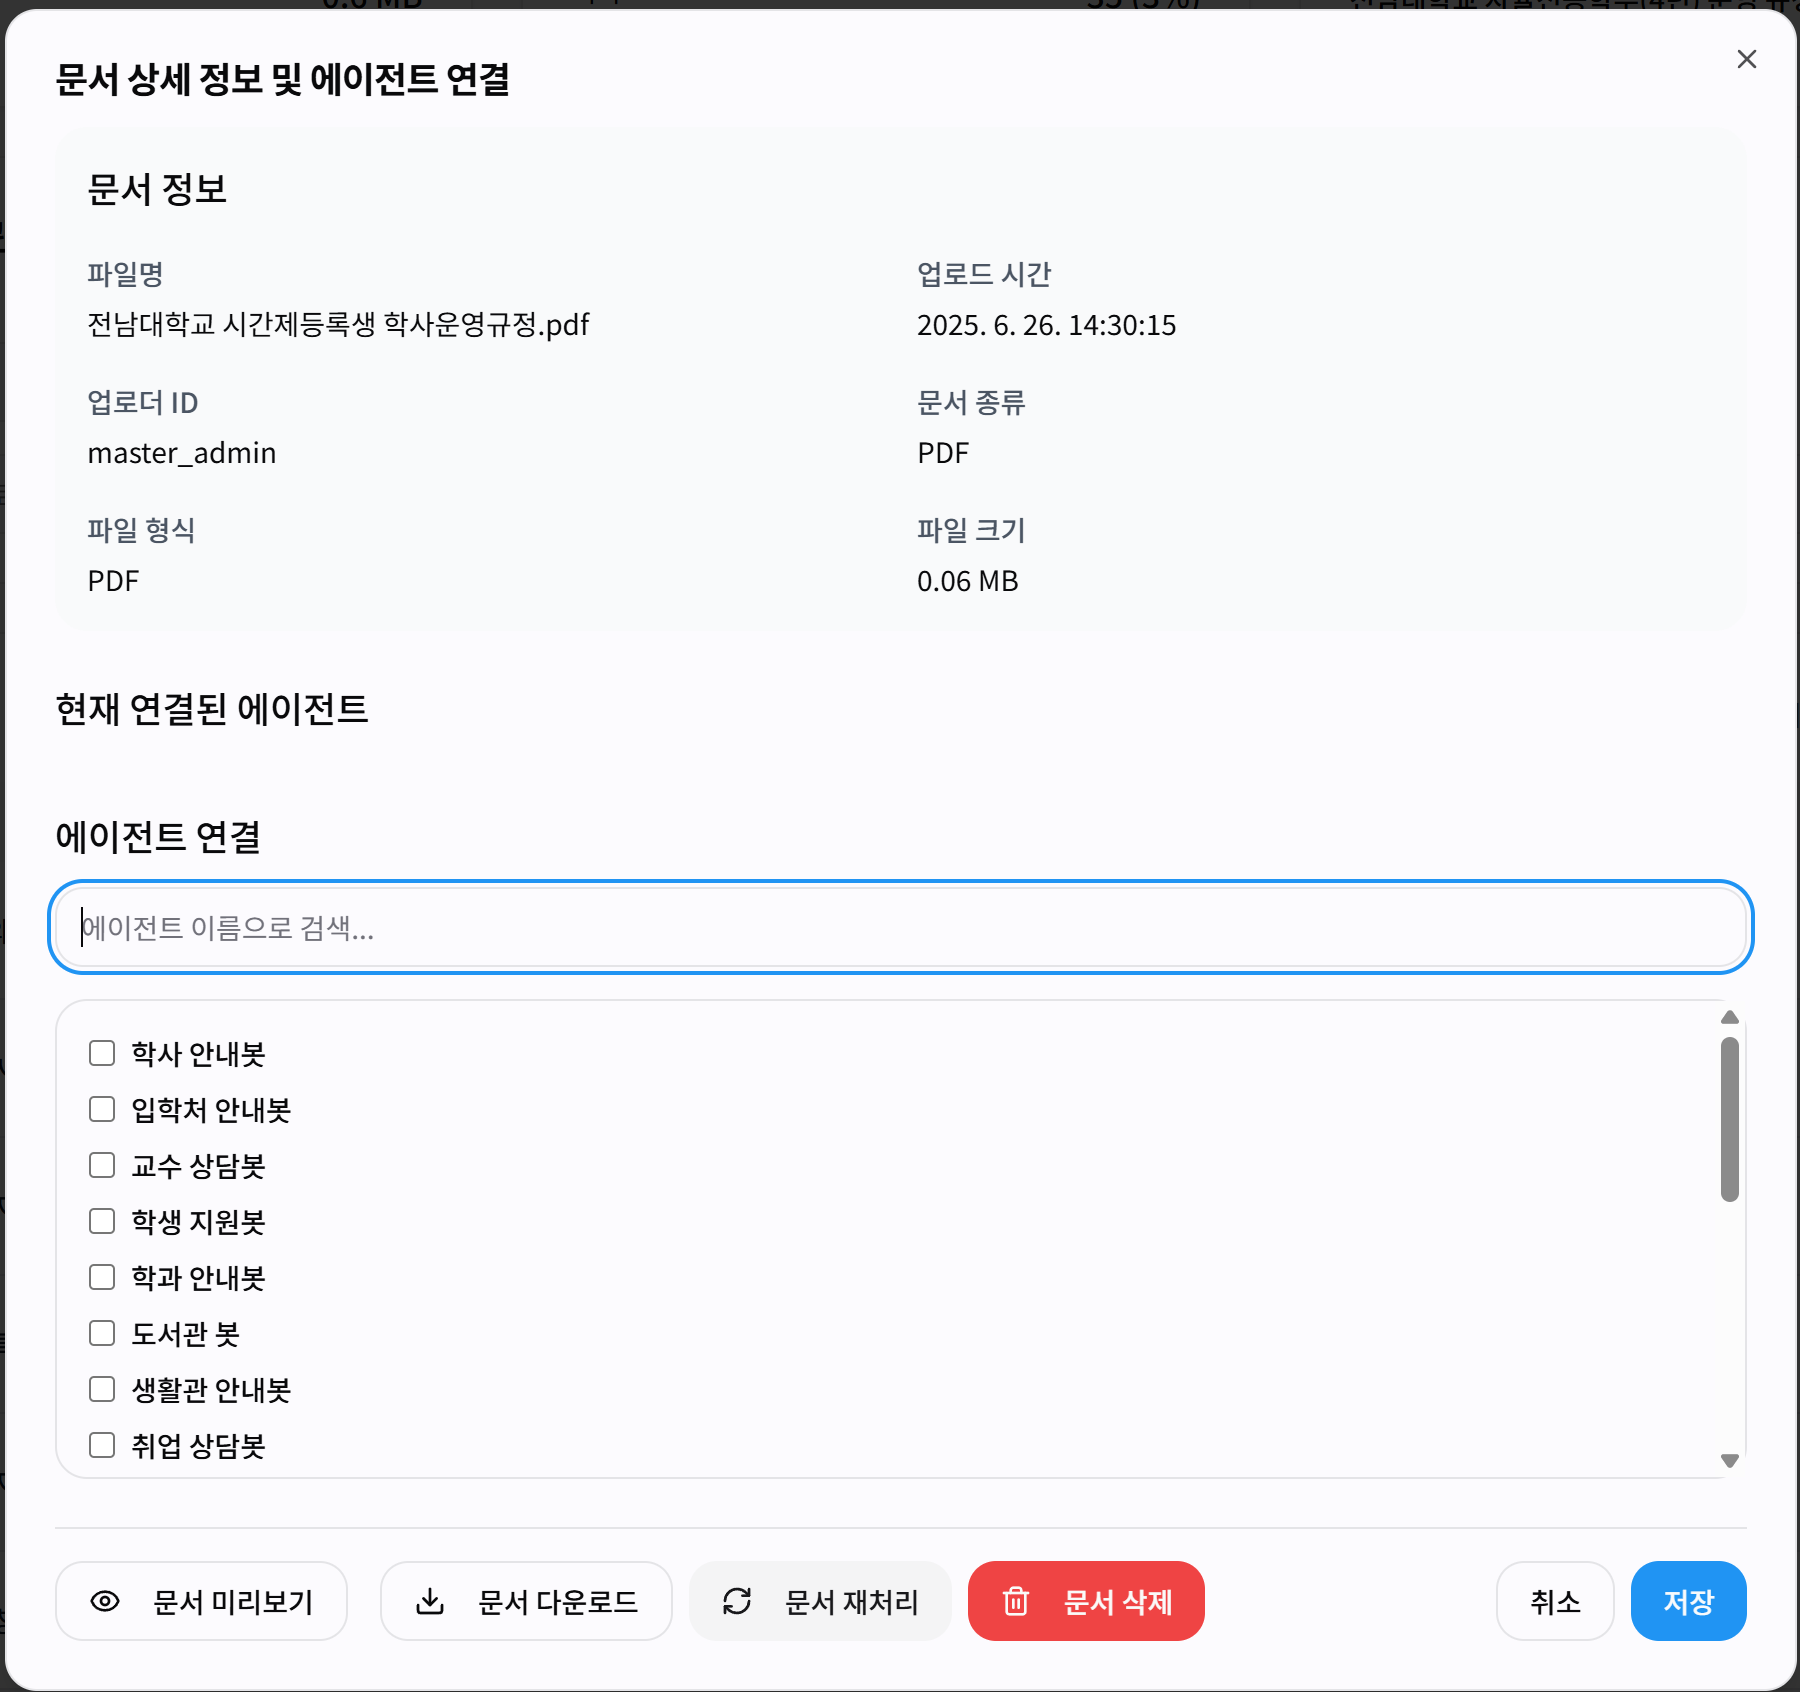 문서 상세 정보 및 에이전트 연결
문서 정보
파일명
전남대학교 시간제등록생 학사운영규정.pdf
업로드 시간
2025. 6. 26. 14:30:15
업로더 ID
master_admin
문서 종류
PDF
파일 형식
PDF
파일 크기
0.06 MB
현재 연결된 에이전트
에이전트 연결
에이전트 이름으로 검색...
학사 안내봇
입학처 안내봇
교수 상담봇
학생 지원봇
학과 안내봇
도서관 봇
생활관 안내봇
취업 상담봇
문서 미리보기
문서 다운로드
문서 재처리
문서 삭제
취소
저장